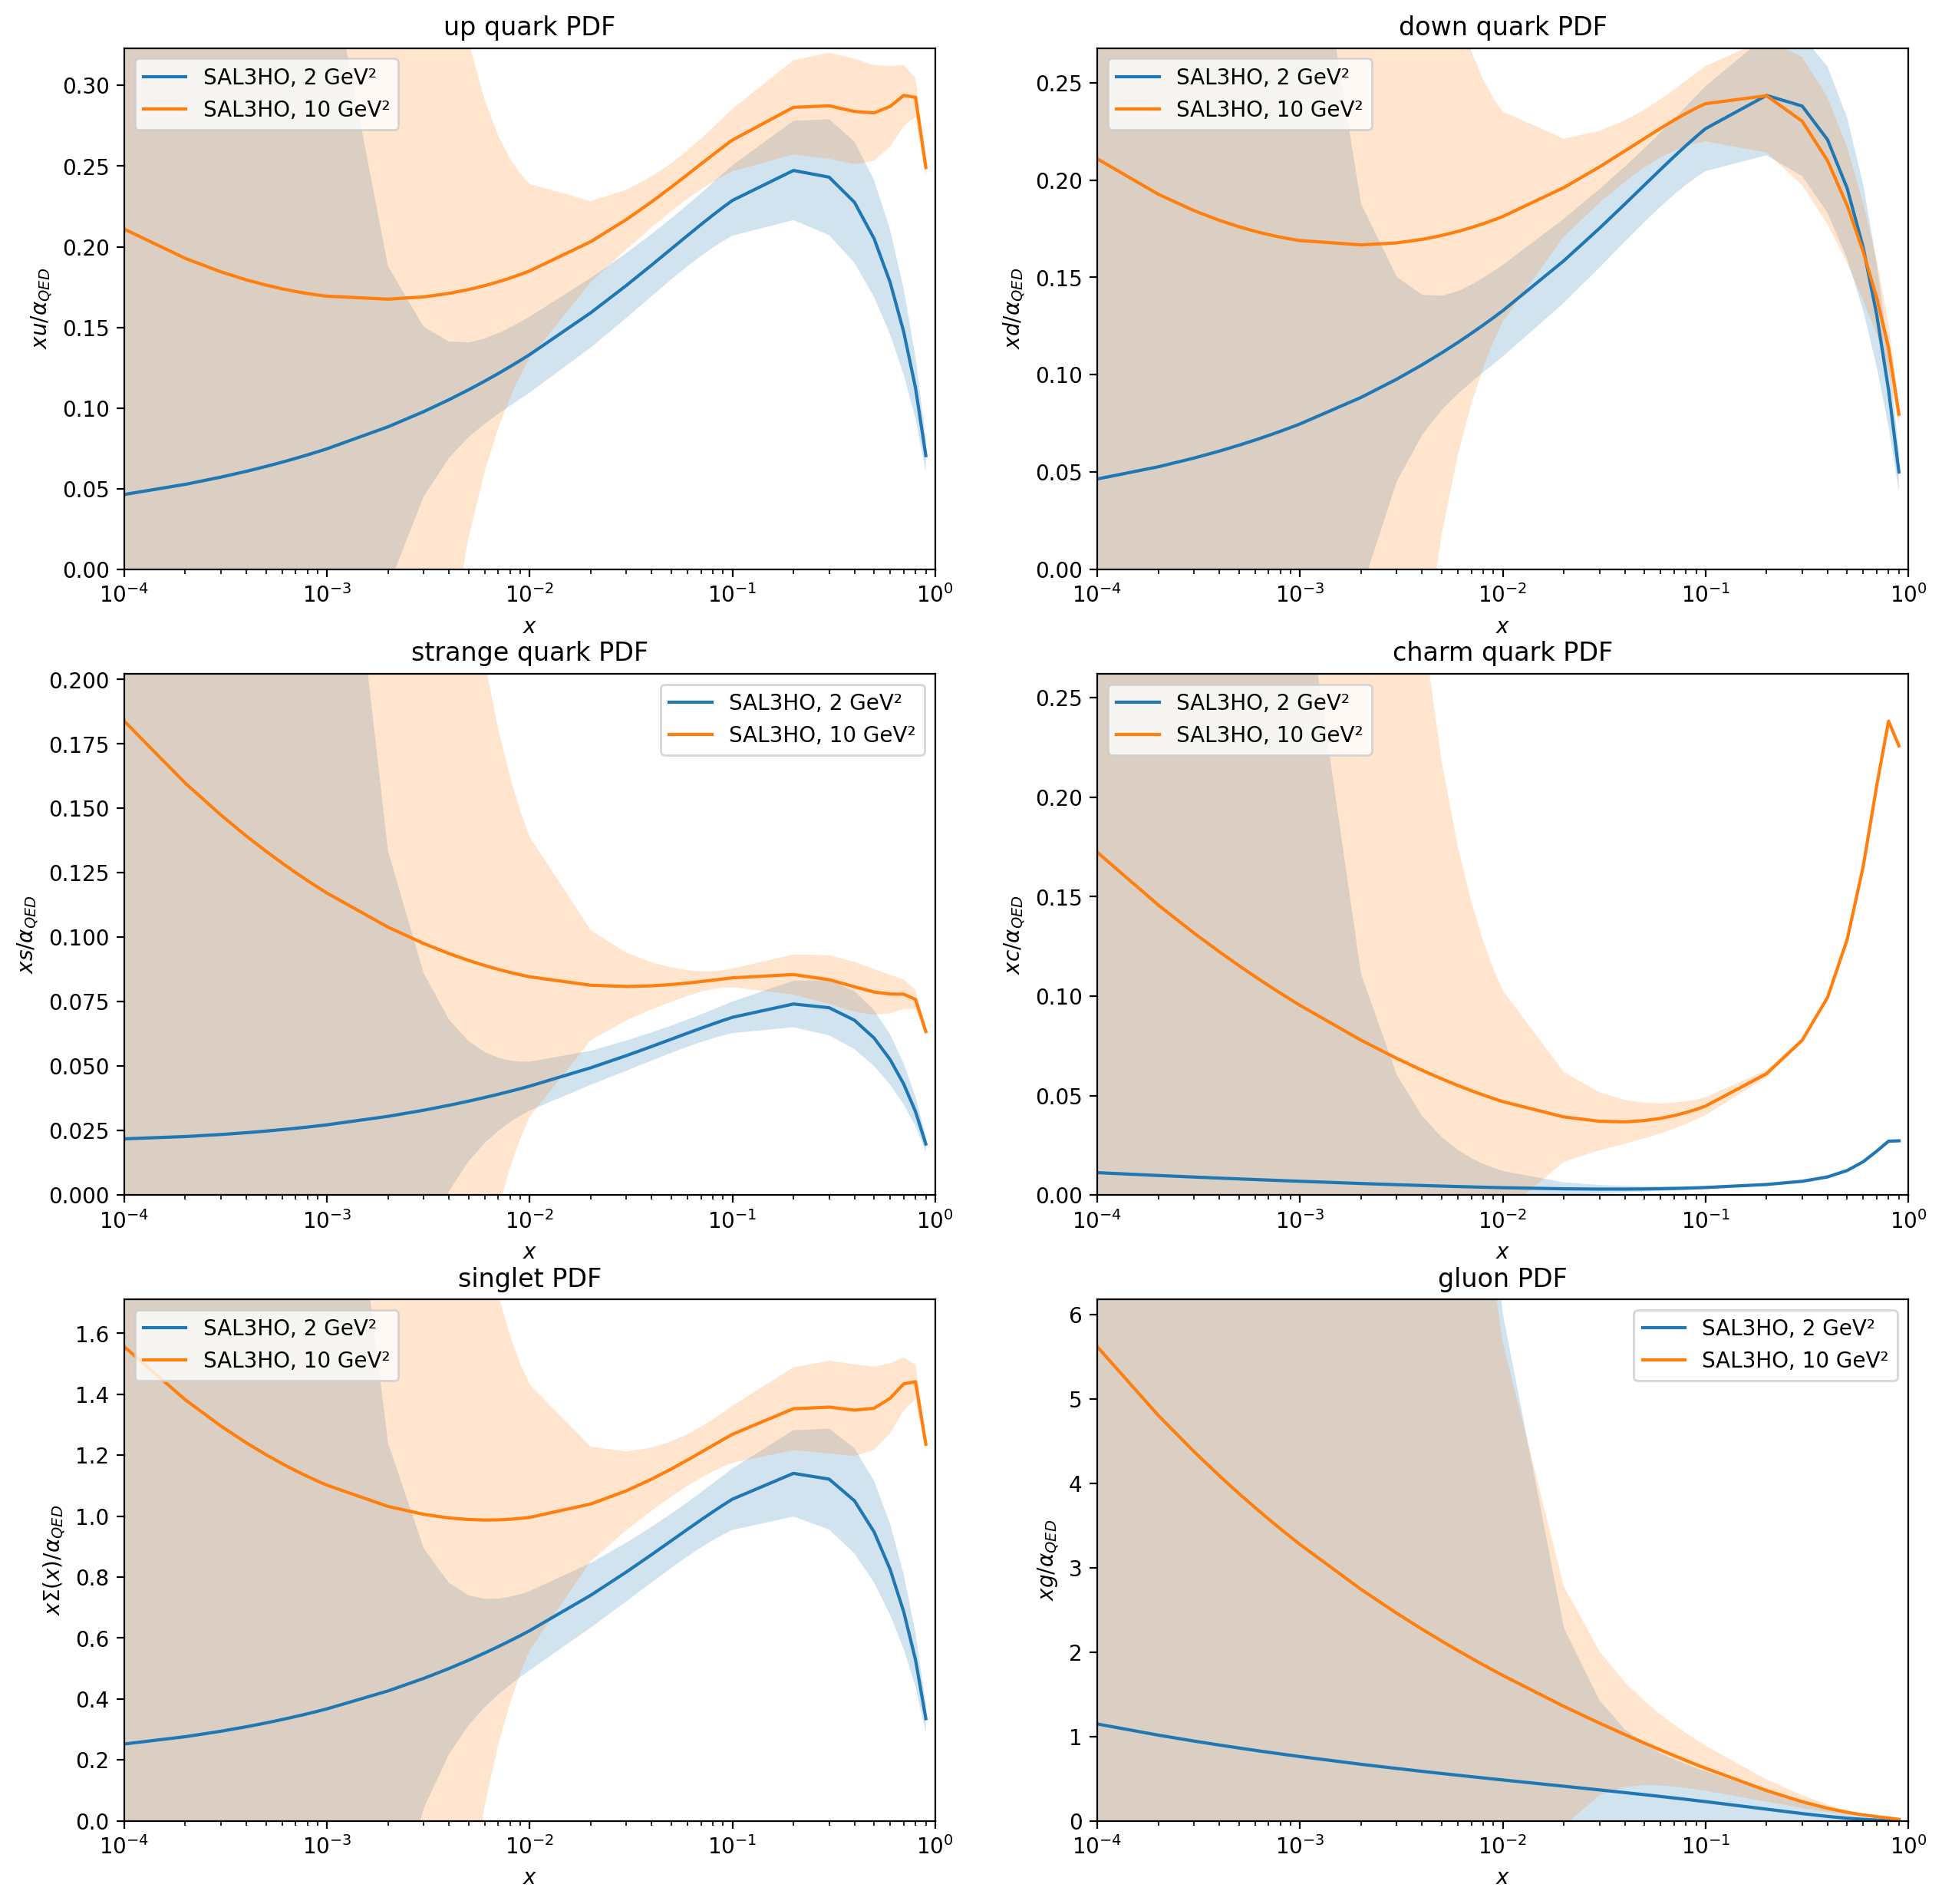 up quark PDF
0.30
0.25
0.20
0.15
0.10
0.05
0.00
xu/α_QED
SAL3HO, 2 GeV²
SAL3HO, 10 GeV²
10⁻⁴ 10⁻³ 10⁻² 10⁻¹ 10⁰
x
down quark PDF
0.25
0.20
0.15
0.10
0.05
0.00
xd/α_QED
SAL3HO, 2 GeV²
SAL3HO, 10 GeV²
10⁻⁴ 10⁻³ 10⁻² 10⁻¹ 10⁰
x
strange quark PDF
0.200
0.175
0.150
0.125
0.100
0.075
0.050
0.025
0.000
xs/α_QED
SAL3HO, 2 GeV²
SAL3HO, 10 GeV²
10⁻⁴ 10⁻³ 10⁻² 10⁻¹ 10⁰
x
charm quark PDF
0.25
0.20
0.15
0.10
0.05
0.00
xc/α_QED
SAL3HO, 2 GeV²
SAL3HO, 10 GeV²
10⁻⁴ 10⁻³ 10⁻² 10⁻¹ 10⁰
x
singlet PDF
1.6
1.4
1.2
1.0
0.8
0.6
0.4
0.2
0.0
xΣ(x)/α_QED
SAL3HO, 2 GeV²
SAL3HO, 10 GeV²
10⁻⁴ 10⁻³ 10⁻² 10⁻¹ 10⁰
x
gluon PDF
6
5
4
3
2
1
0
xg/α_QED
SAL3HO, 2 GeV²
SAL3HO, 10 GeV²
10⁻⁴ 10⁻³ 10⁻² 10⁻¹ 10⁰
x